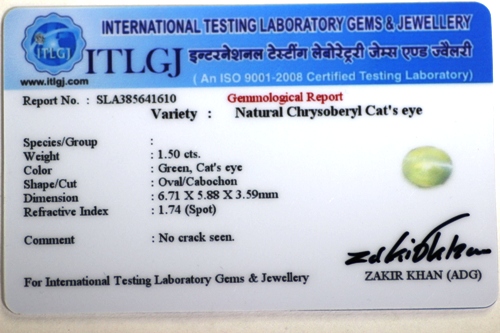 INTERNATIONAL TESTING LABORATORY GEMS & JEWELLERY
ITLGJ
ITLGJ इन्टरनेशनल टेस्टींग लेबोरेट्री जेम्स एण्ड ज्वैलरी
www.itlgj.com
( An ISO 9001-2008 Certified Testing Laboratory)
Report No. : SLA385641610
Gemmological Report
Variety : Natural Chrysoberyl Cat's eye
Species/Group :
Weight : 1.50 cts.
Color : Green, Cat's eye
Shape/Cut : Oval/Cabochon
Dimension : 6.71 X 5.88 X 3.59mm
Refractive Index : 1.74 (Spot)
Comment : No crack seen.
For International Testing Laboratory Gems & Jewellery
ZAKIR KHAN (ADG)